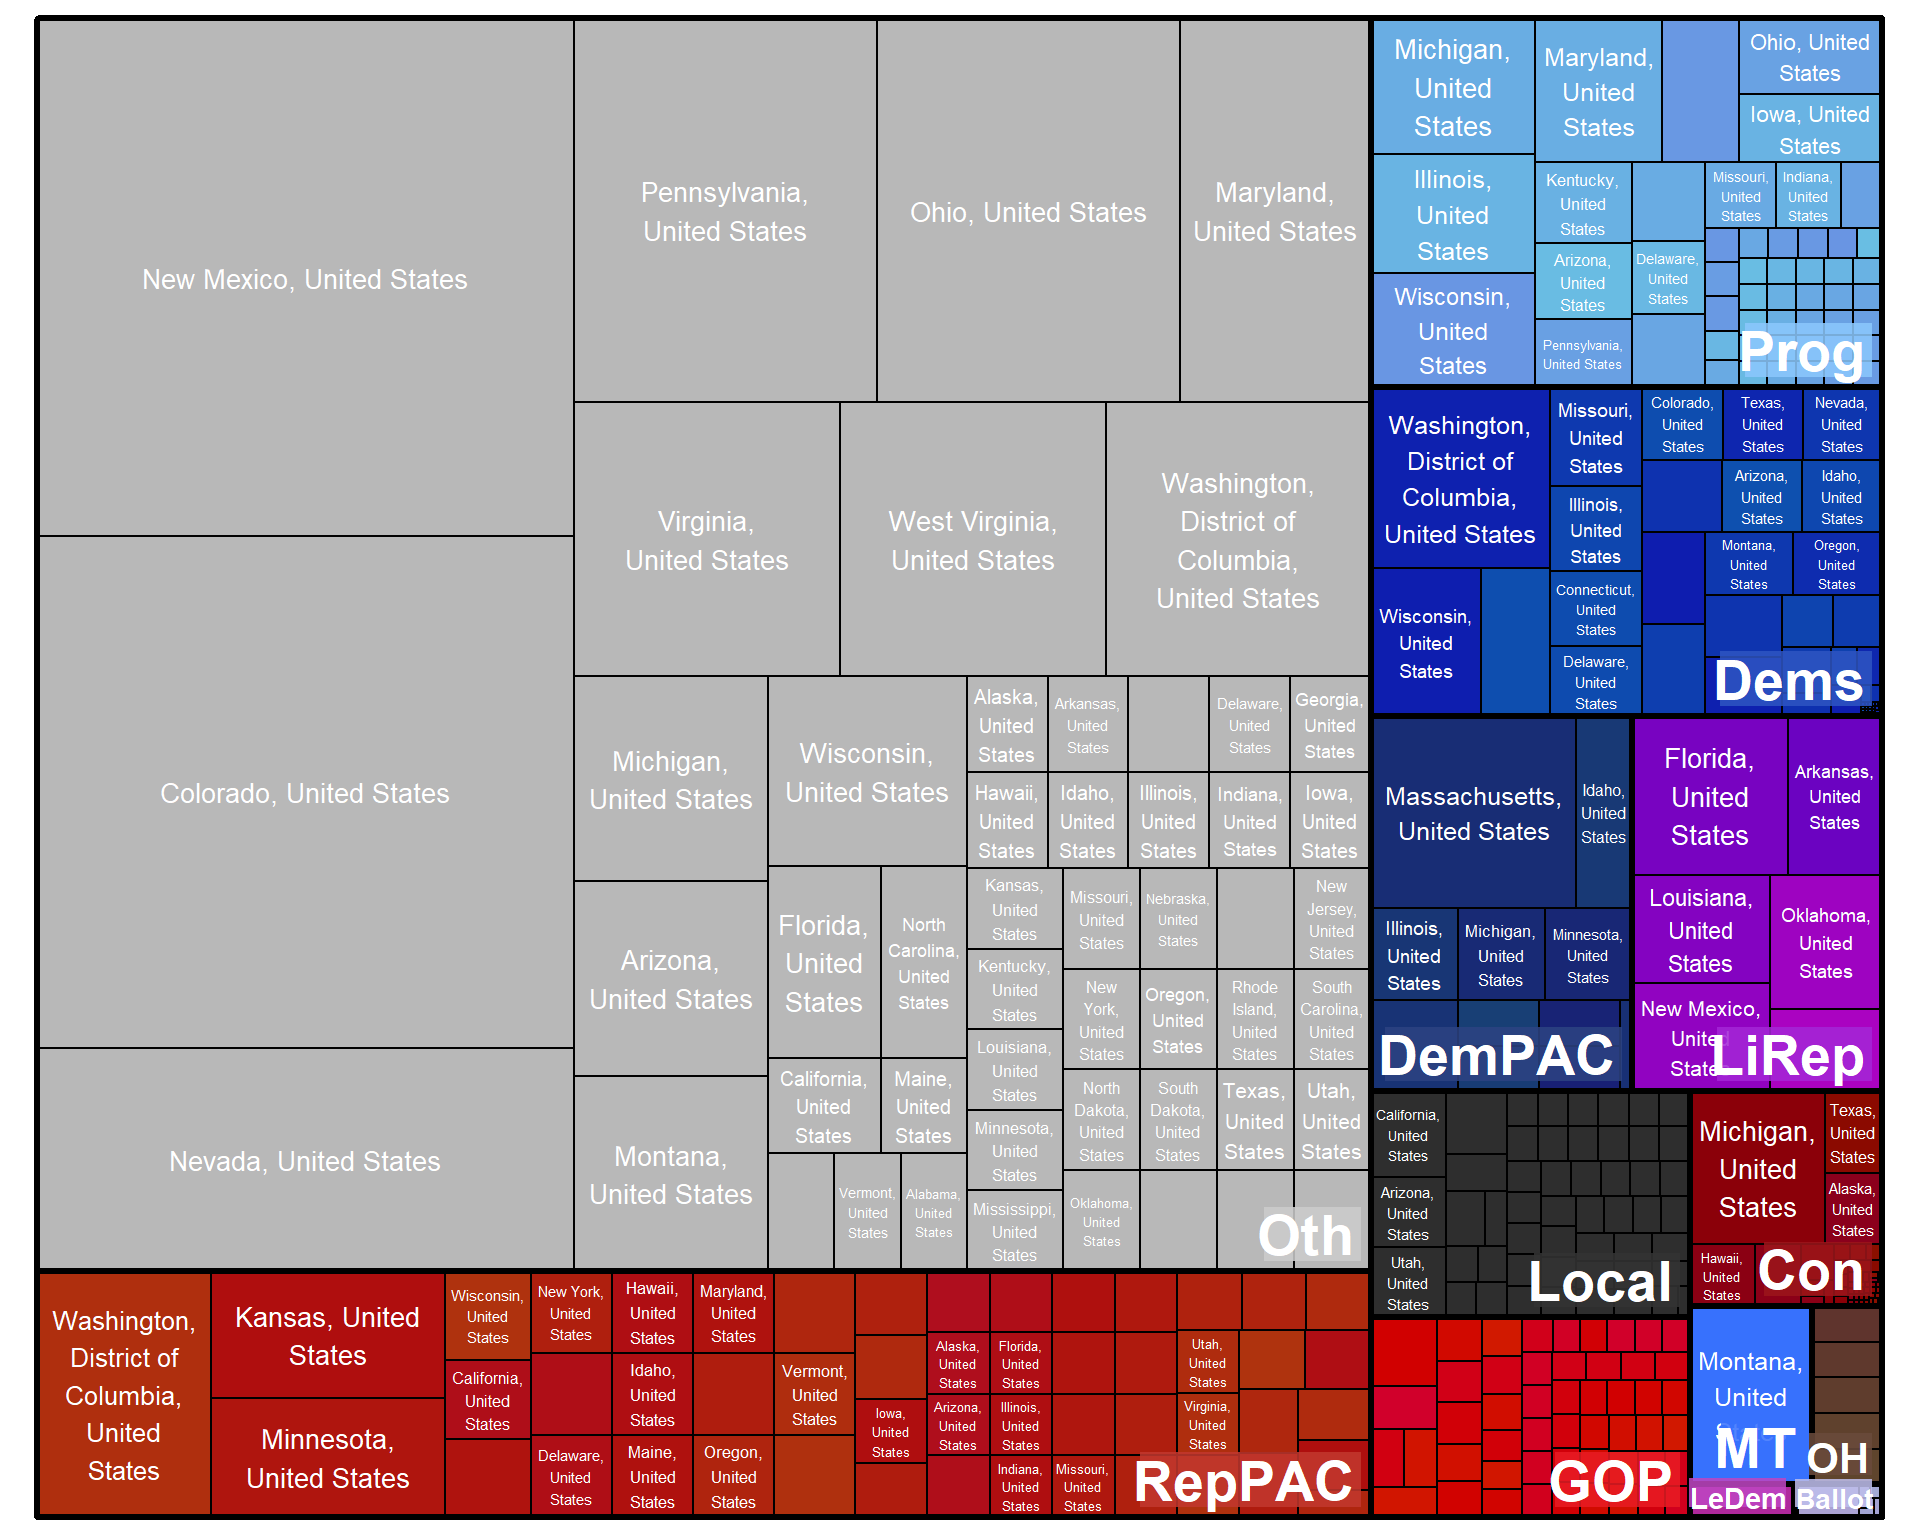 New Mexico, United States
Colorado, United States
Nevada, United States
Pennsylvania,
United States
Ohio, United States
Maryland,
United States
Virginia,
United States
West Virginia,
United States
Washington,
District of
Columbia,
United States
Michigan,
United States
Arizona,
United States
Montana,
United States
Wisconsin,
United States
Florida,
United
States
North
Carolina,
United
States
California,
United
States
Maine,
United
States
Vermont,
United
States
Alabama,
United
States
Alaska,
United
States
Arkansas,
United
States
Delaware,
United
States
Georgia,
United
States
Hawaii,
United
States
Idaho,
United
States
Illinois,
United
States
Indiana,
United
States
Iowa,
United
States
Kansas,
United
States
Kentucky,
United
States
Louisiana,
United
States
Minnesota,
United
States
Mississippi,
United
States
Missouri,
United
States
Nebraska,
United
States
New
Jersey,
United
States
New
York,
United
States
Oregon,
United
States
Rhode
Island,
United
States
South
Carolina,
United
States
North
Dakota,
United
States
South
Dakota,
United
States
Texas,
United
States
Utah,
United
States
Oklahoma,
United
States
Oth
Washington,
District of
Columbia,
United
States
Kansas, United
States
Minnesota,
United States
Wisconsin,
United
States
California,
United
States
New York,
United
States
Delaware,
United
States
Hawaii,
United
States
Idaho,
United
States
Maine,
United
States
Maryland,
United
States
Oregon,
United
States
Vermont,
United
States
Iowa,
United
States
Alaska,
United
States
Arizona,
United
States
Florida,
United
States
Illinois,
United
States
Indiana,
United
States
Missouri,
United
States
Utah,
United
States
Virginia,
United
States
RepPAC
Michigan,
United
States
Illinois,
United
States
Wisconsin,
United
States
Maryland,
United
States
Ohio, United
States
Iowa, United
States
Kentucky,
United
States
Arizona,
United
States
Pennsylvania,
United States
Delaware,
United
States
Missouri,
United
States
Indiana,
United
States
Prog
Washington,
District of
Columbia,
United States
Wisconsin,
United
States
Missouri,
United
States
Illinois,
United
States
Connecticut,
United
States
Delaware,
United
States
Colorado,
United
States
Texas,
United
States
Nevada,
United
States
Arizona,
United
States
Idaho,
United
States
Montana,
United
States
Oregon,
United
States
Dems
Massachusetts,
United States
Idaho,
United
States
Illinois,
United
States
Michigan,
United
States
Minnesota,
United
States
DemPAC
Florida,
United
States
Arkansas,
United
States
Louisiana,
United
States
Oklahoma,
United
States
New Mexico,
United
States
LiRep
California,
United
States
Arizona,
United
States
Utah,
United
States
Local
Michigan,
United
States
Texas,
United
States
Alaska,
United
States
Hawaii,
United
States
Con
GOP
Montana,
United
States
MT
OH
LeDem
Ballot